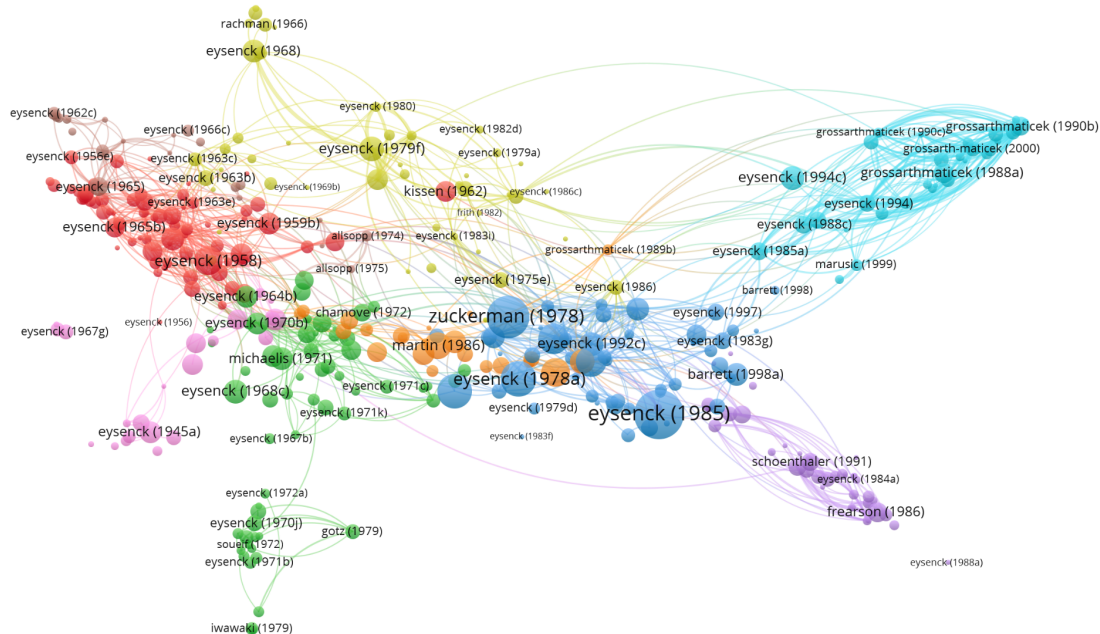 rachman (1966)
eysenck (1968)
eysenck (1962c)
eysenck (1980)
eysenck (1966c)
eysenck (1982d)
grossarthmaticek (1990c)
grossarthmaticek (1990b)
eysenck (1956e)
eysenck (1963c)
eysenck (1979f)
eysenck (1979a)
grossarth-maticek (2000)
eysenck (1963b)
eysenck (1994c)
grossarthmaticek (1988a)
eysenck (1965)
eysenck (1969b)
kissen (1962)
eysenck (1986c)
eysenck (1963e)
eysenck (1994)
frith (1982)
eysenck (1965b)
eysenck (1959b)
eysenck (1988c)
allsopp (1974)
eysenck (1983i)
grossarthmaticek (1989b)
eysenck (1985a)
eysenck (1958)
allsopp (1975)
marusic (1999)
eysenck (1975e)
eysenck (1986)
barrett (1998)
eysenck (1964b)
chamove (1972)
zuckerman (1978)
eysenck (1997)
eysenck (1967g)
eysenck (1956)
eysenck (1970b)
eysenck (1983g)
michaelis (1971)
martin (1986)
eysenck (1992c)
eysenck (1978a)
barrett (1998a)
eysenck (1968c)
eysenck (1971c)
eysenck (1971k)
eysenck (1979d)
eysenck (1985)
eysenck (1945a)
eysenck (1967b)
eysenck (1983f)
schoenthaler (1991)
eysenck (1984a)
eysenck (1972a)
frearson (1986)
eysenck (1970j)
gotz (1979)
soueif (1972)
eysenck (1971b)
eysenck (1988a)
iwawaki (1979)